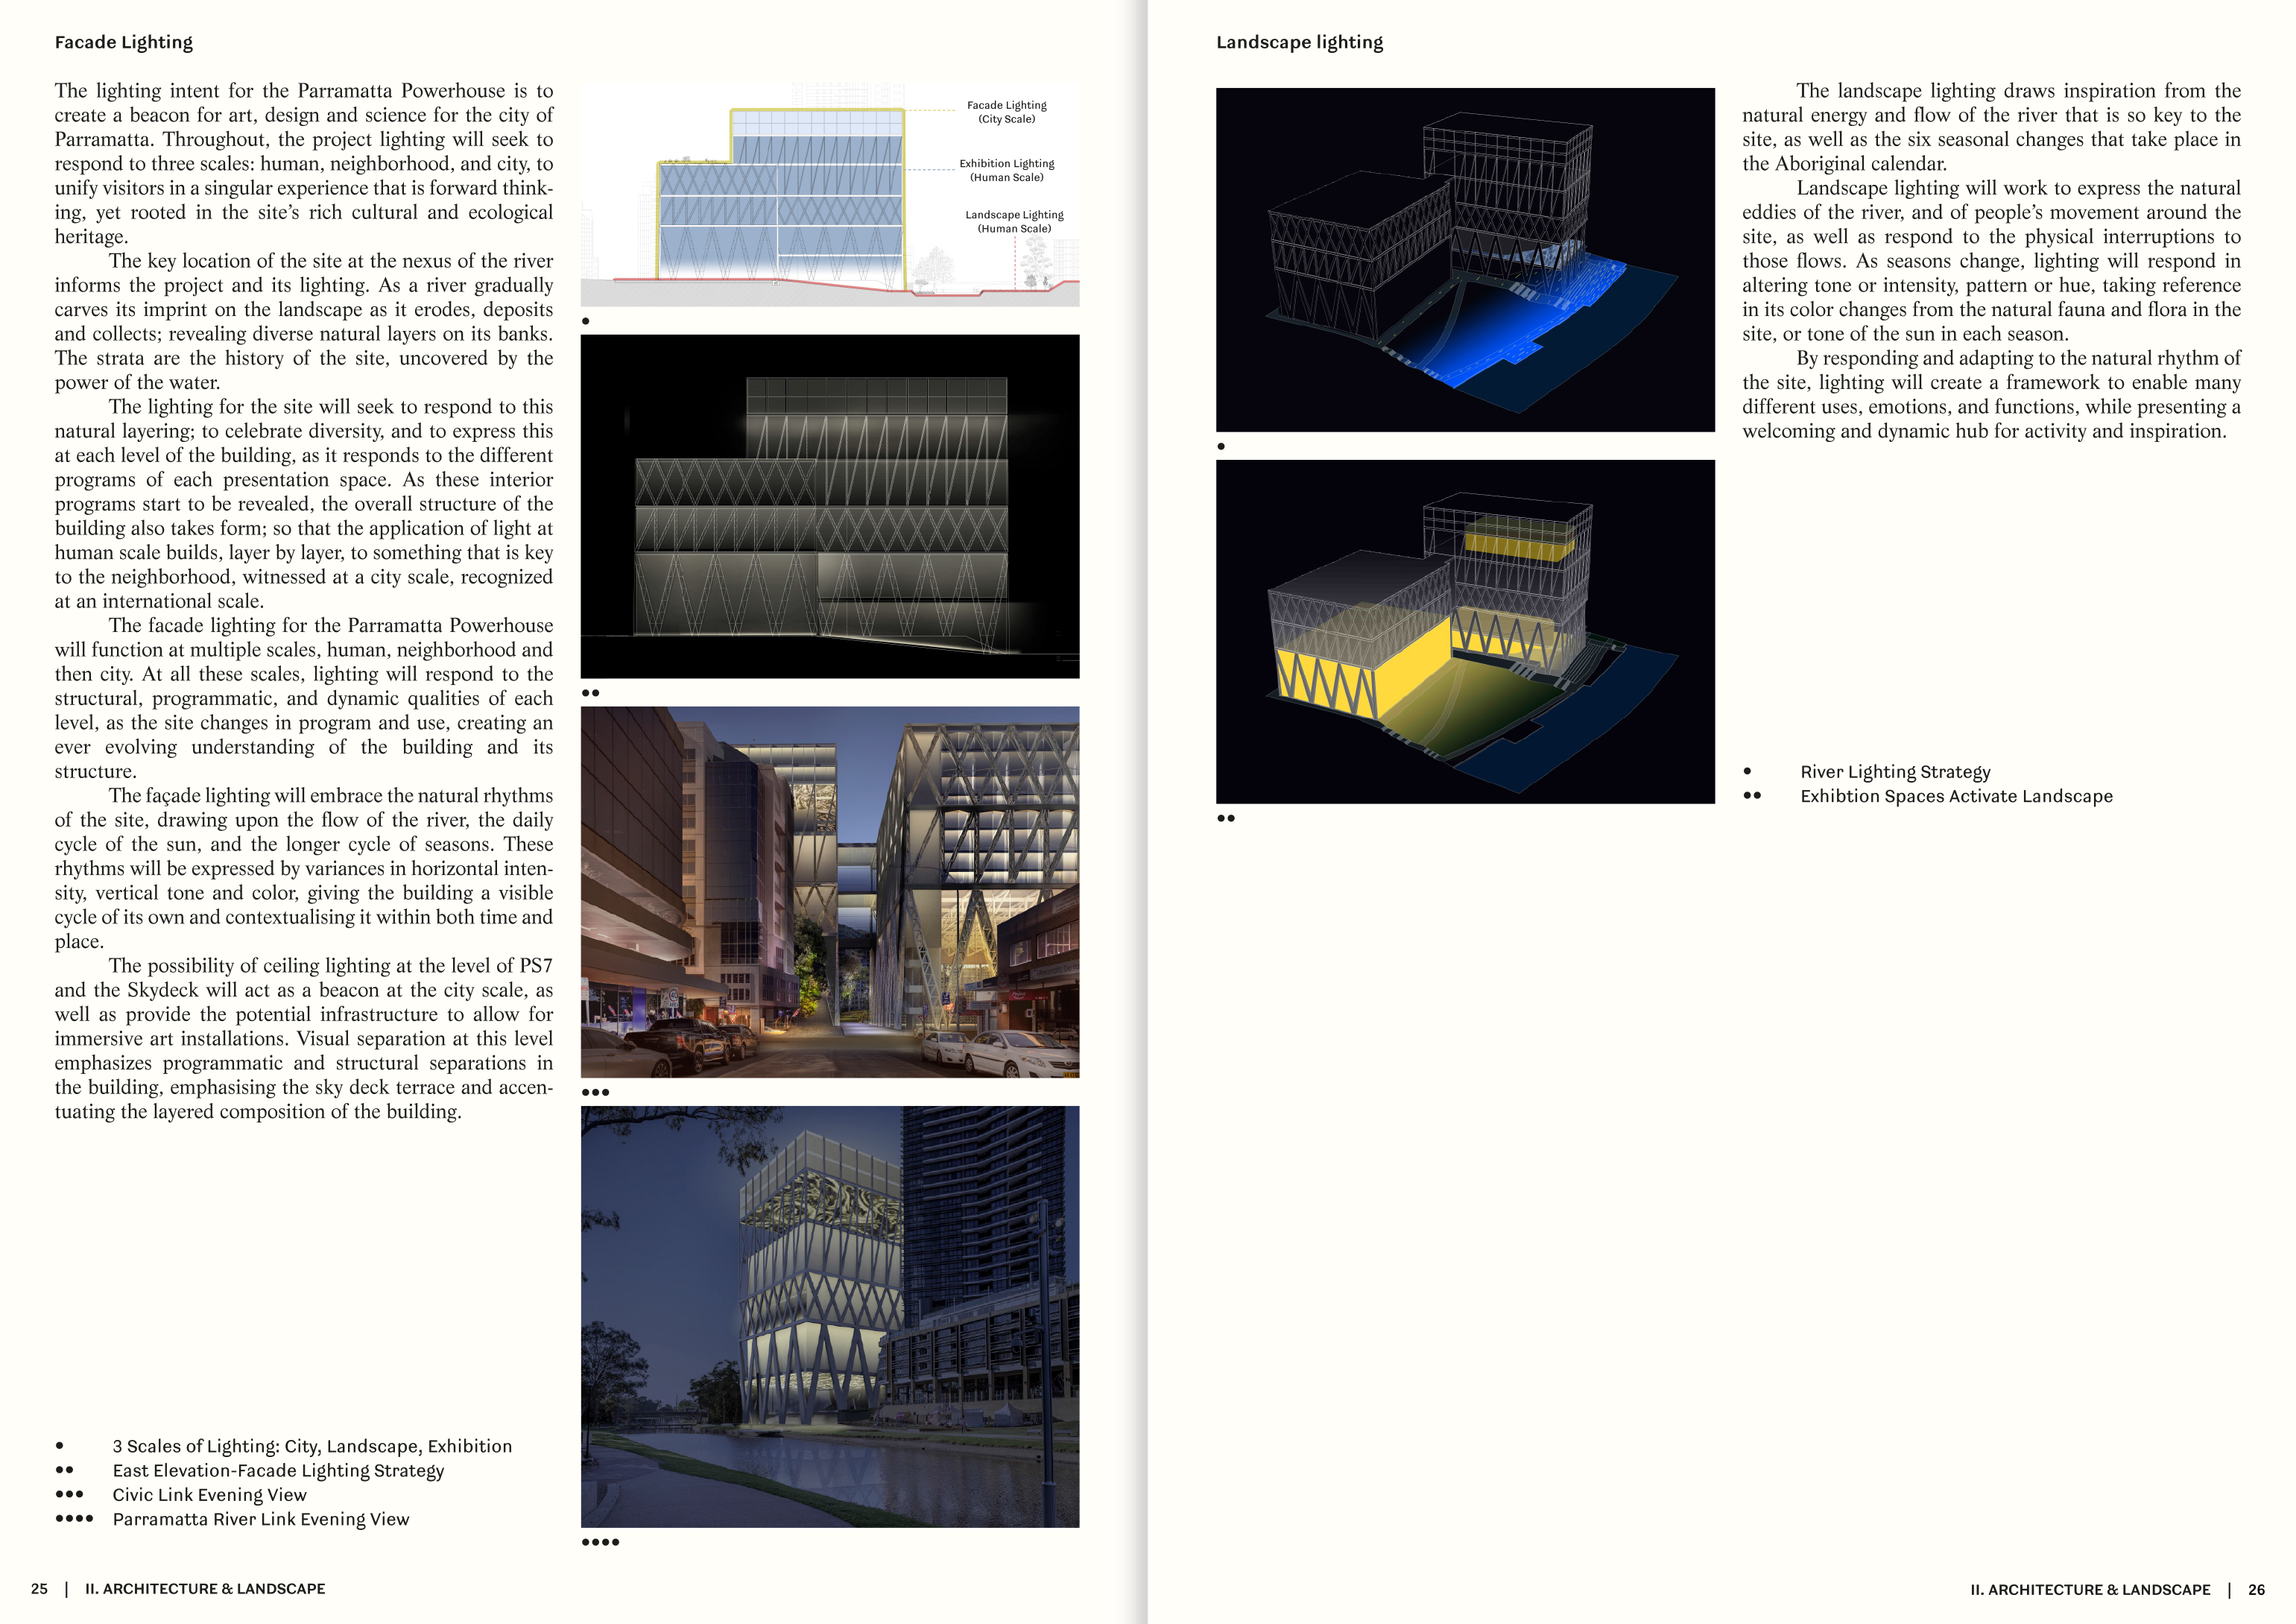 Facade Lighting
The lighting intent for the Parramatta Powerhouse is to
create a beacon for art, design and science for the city of
Parramatta. Throughout, the project lighting will seek to
respond to three scales: human, neighborhood, and city, to
unify visitors in a singular experience that is forward think-
ing, yet rooted in the site’s rich cultural and ecological
heritage.
The key location of the site at the nexus of the river
informs the project and its lighting. As a river gradually
carves its imprint on the landscape as it erodes, deposits
and collects; revealing diverse natural layers on its banks.
The strata are the history of the site, uncovered by the
power of the water.
The lighting for the site will seek to respond to this
natural layering; to celebrate diversity, and to express this
at each level of the building, as it responds to the different
programs of each presentation space. As these interior
programs start to be revealed, the overall structure of the
building also takes form; so that the application of light at
human scale builds, layer by layer, to something that is key
to the neighborhood, witnessed at a city scale, recognized
at an international scale.
The facade lighting for the Parramatta Powerhouse
will function at multiple scales, human, neighborhood and
then city. At all these scales, lighting will respond to the
structural, programmatic, and dynamic qualities of each
level, as the site changes in program and use, creating an
ever evolving understanding of the building and its
structure.
The façade lighting will embrace the natural rhythms
of the site, drawing upon the flow of the river, the daily
cycle of the sun, and the longer cycle of seasons. These
rhythms will be expressed by variances in horizontal inten-
sity, vertical tone and color, giving the building a visible
cycle of its own and contextualising it within both time and
place.
The possibility of ceiling lighting at the level of PS7
and the Skydeck will act as a beacon at the city scale, as
well as provide the potential infrastructure to allow for
immersive art installations. Visual separation at this level
emphasizes programmatic and structural separations in
the building, emphasising the sky deck terrace and accen-
tuating the layered composition of the building.
Facade Lighting
(City Scale)
Exhibition Lighting
(Human Scale)
Landscape Lighting
(Human Scale)
•
••
•••
••••
• 3 Scales of Lighting: City, Landscape, Exhibition
•• East Elevation-Facade Lighting Strategy
••• Civic Link Evening View
•••• Parramatta River Link Evening View
25 | II. ARCHITECTURE & LANDSCAPE
Landscape lighting
•
••
The landscape lighting draws inspiration from the
natural energy and flow of the river that is so key to the
site, as well as the six seasonal changes that take place in
the Aboriginal calendar.
Landscape lighting will work to express the natural
eddies of the river, and of people’s movement around the
site, as well as respond to the physical interruptions to
those flows. As seasons change, lighting will respond in
altering tone or intensity, pattern or hue, taking reference
in its color changes from the natural fauna and flora in the
site, or tone of the sun in each season.
By responding and adapting to the natural rhythm of
the site, lighting will create a framework to enable many
different uses, emotions, and functions, while presenting a
welcoming and dynamic hub for activity and inspiration.
• River Lighting Strategy
•• Exhibtion Spaces Activate Landscape
II. ARCHITECTURE & LANDSCAPE | 26